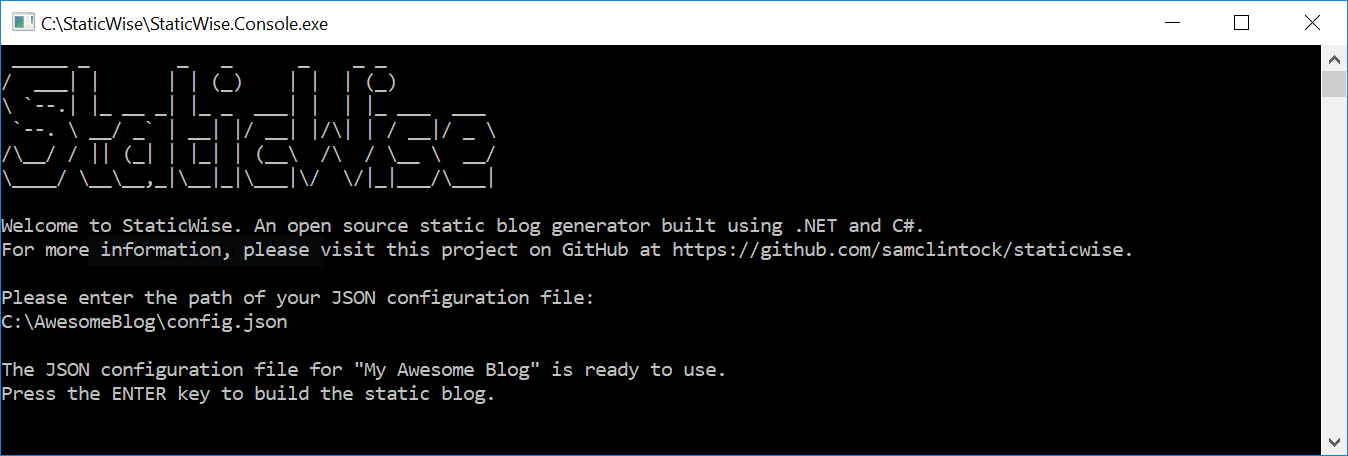 C:\StaticWise\StaticWise.Console.exe
StaticWise
Welcome to StaticWise. An open source static blog generator built using .NET and C#.
For more information, please visit this project on GitHub at https://github.com/samclintock/staticwise.
Please enter the path of your JSON configuration file:
C:\AwesomeBlog\config.json
The JSON configuration file for "My Awesome Blog" is ready to use.
Press the ENTER key to build the static blog.